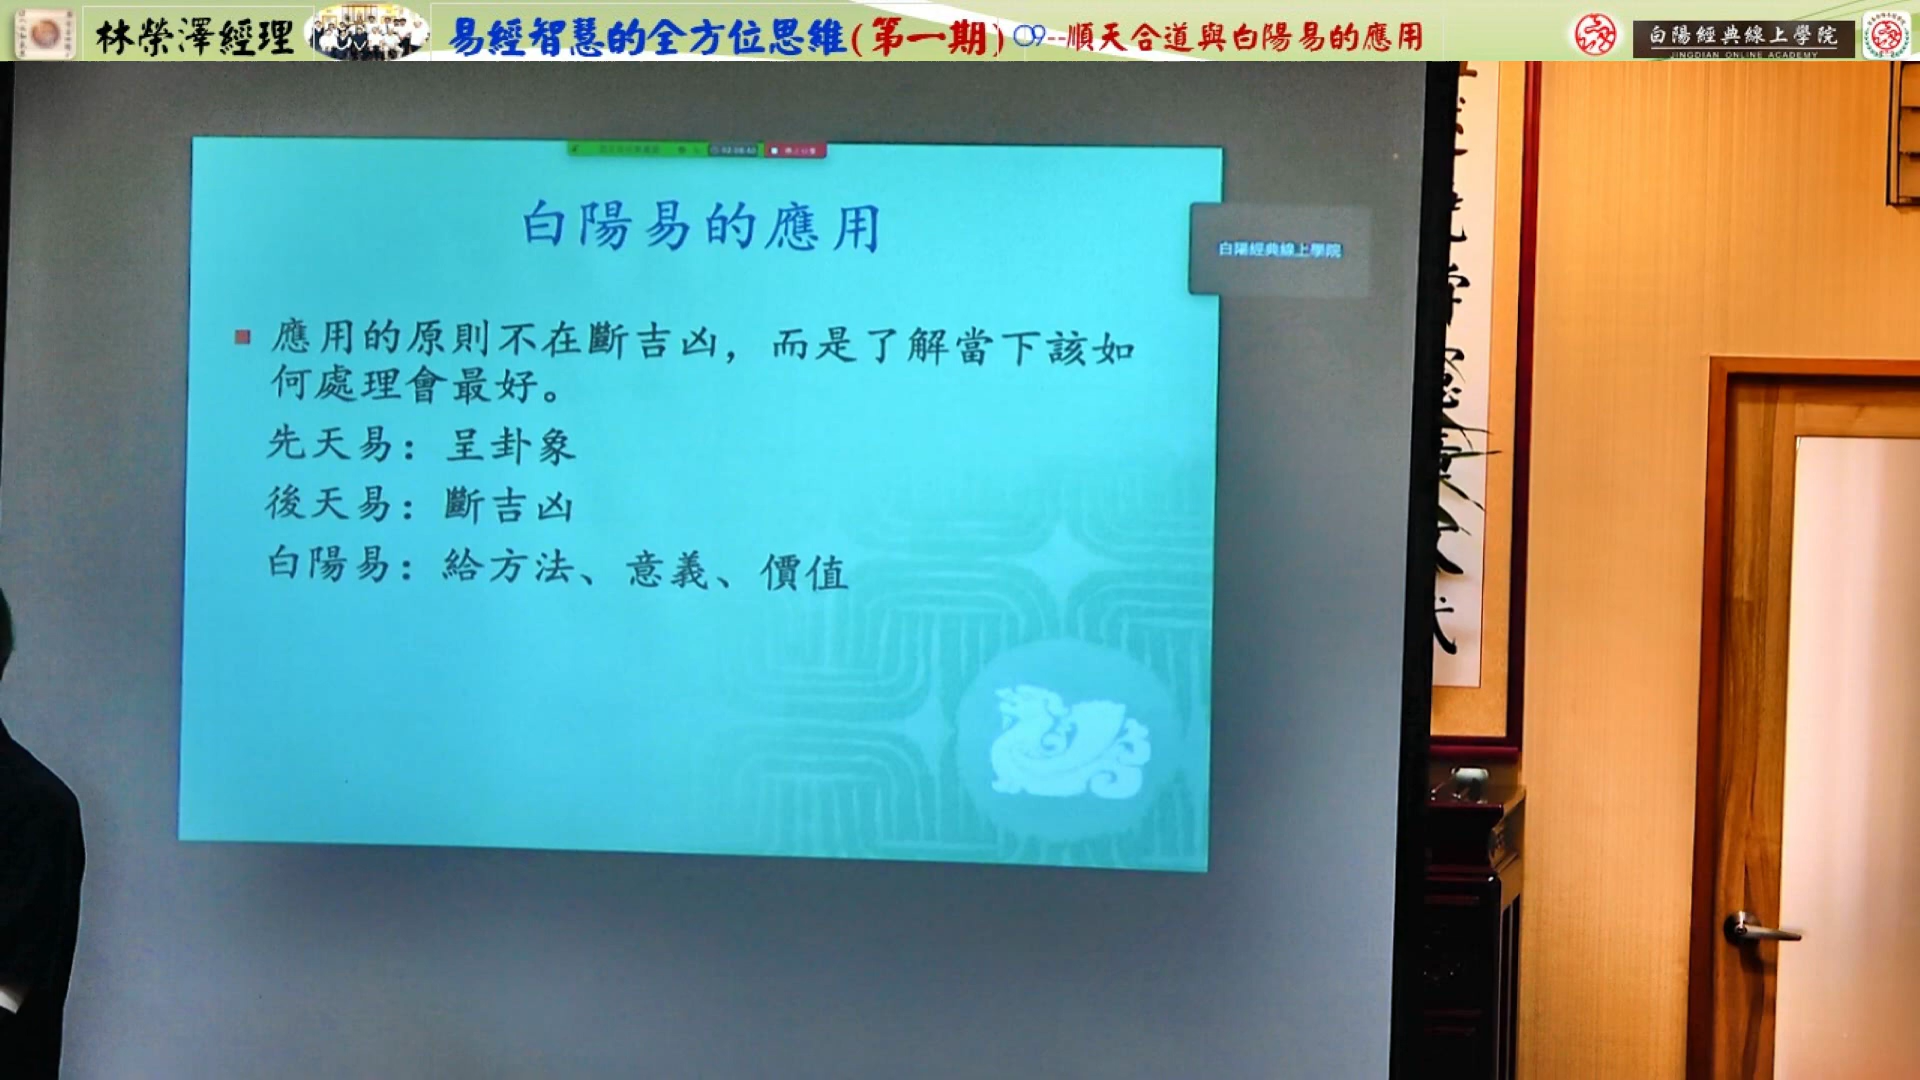 林榮澤經理
易經智慧的全方位思維(第一期)09--順天合道與白陽易的應用
白陽經典線上學院
JINGDIAN ONLINE ACADEMY
白陽易的應用
白陽經典線上學院
應用的原則不在斷吉凶，而是了解當下該如
何處理會最好。
先天易：呈卦象
後天易：斷吉凶
白陽易：給方法、意義、價值